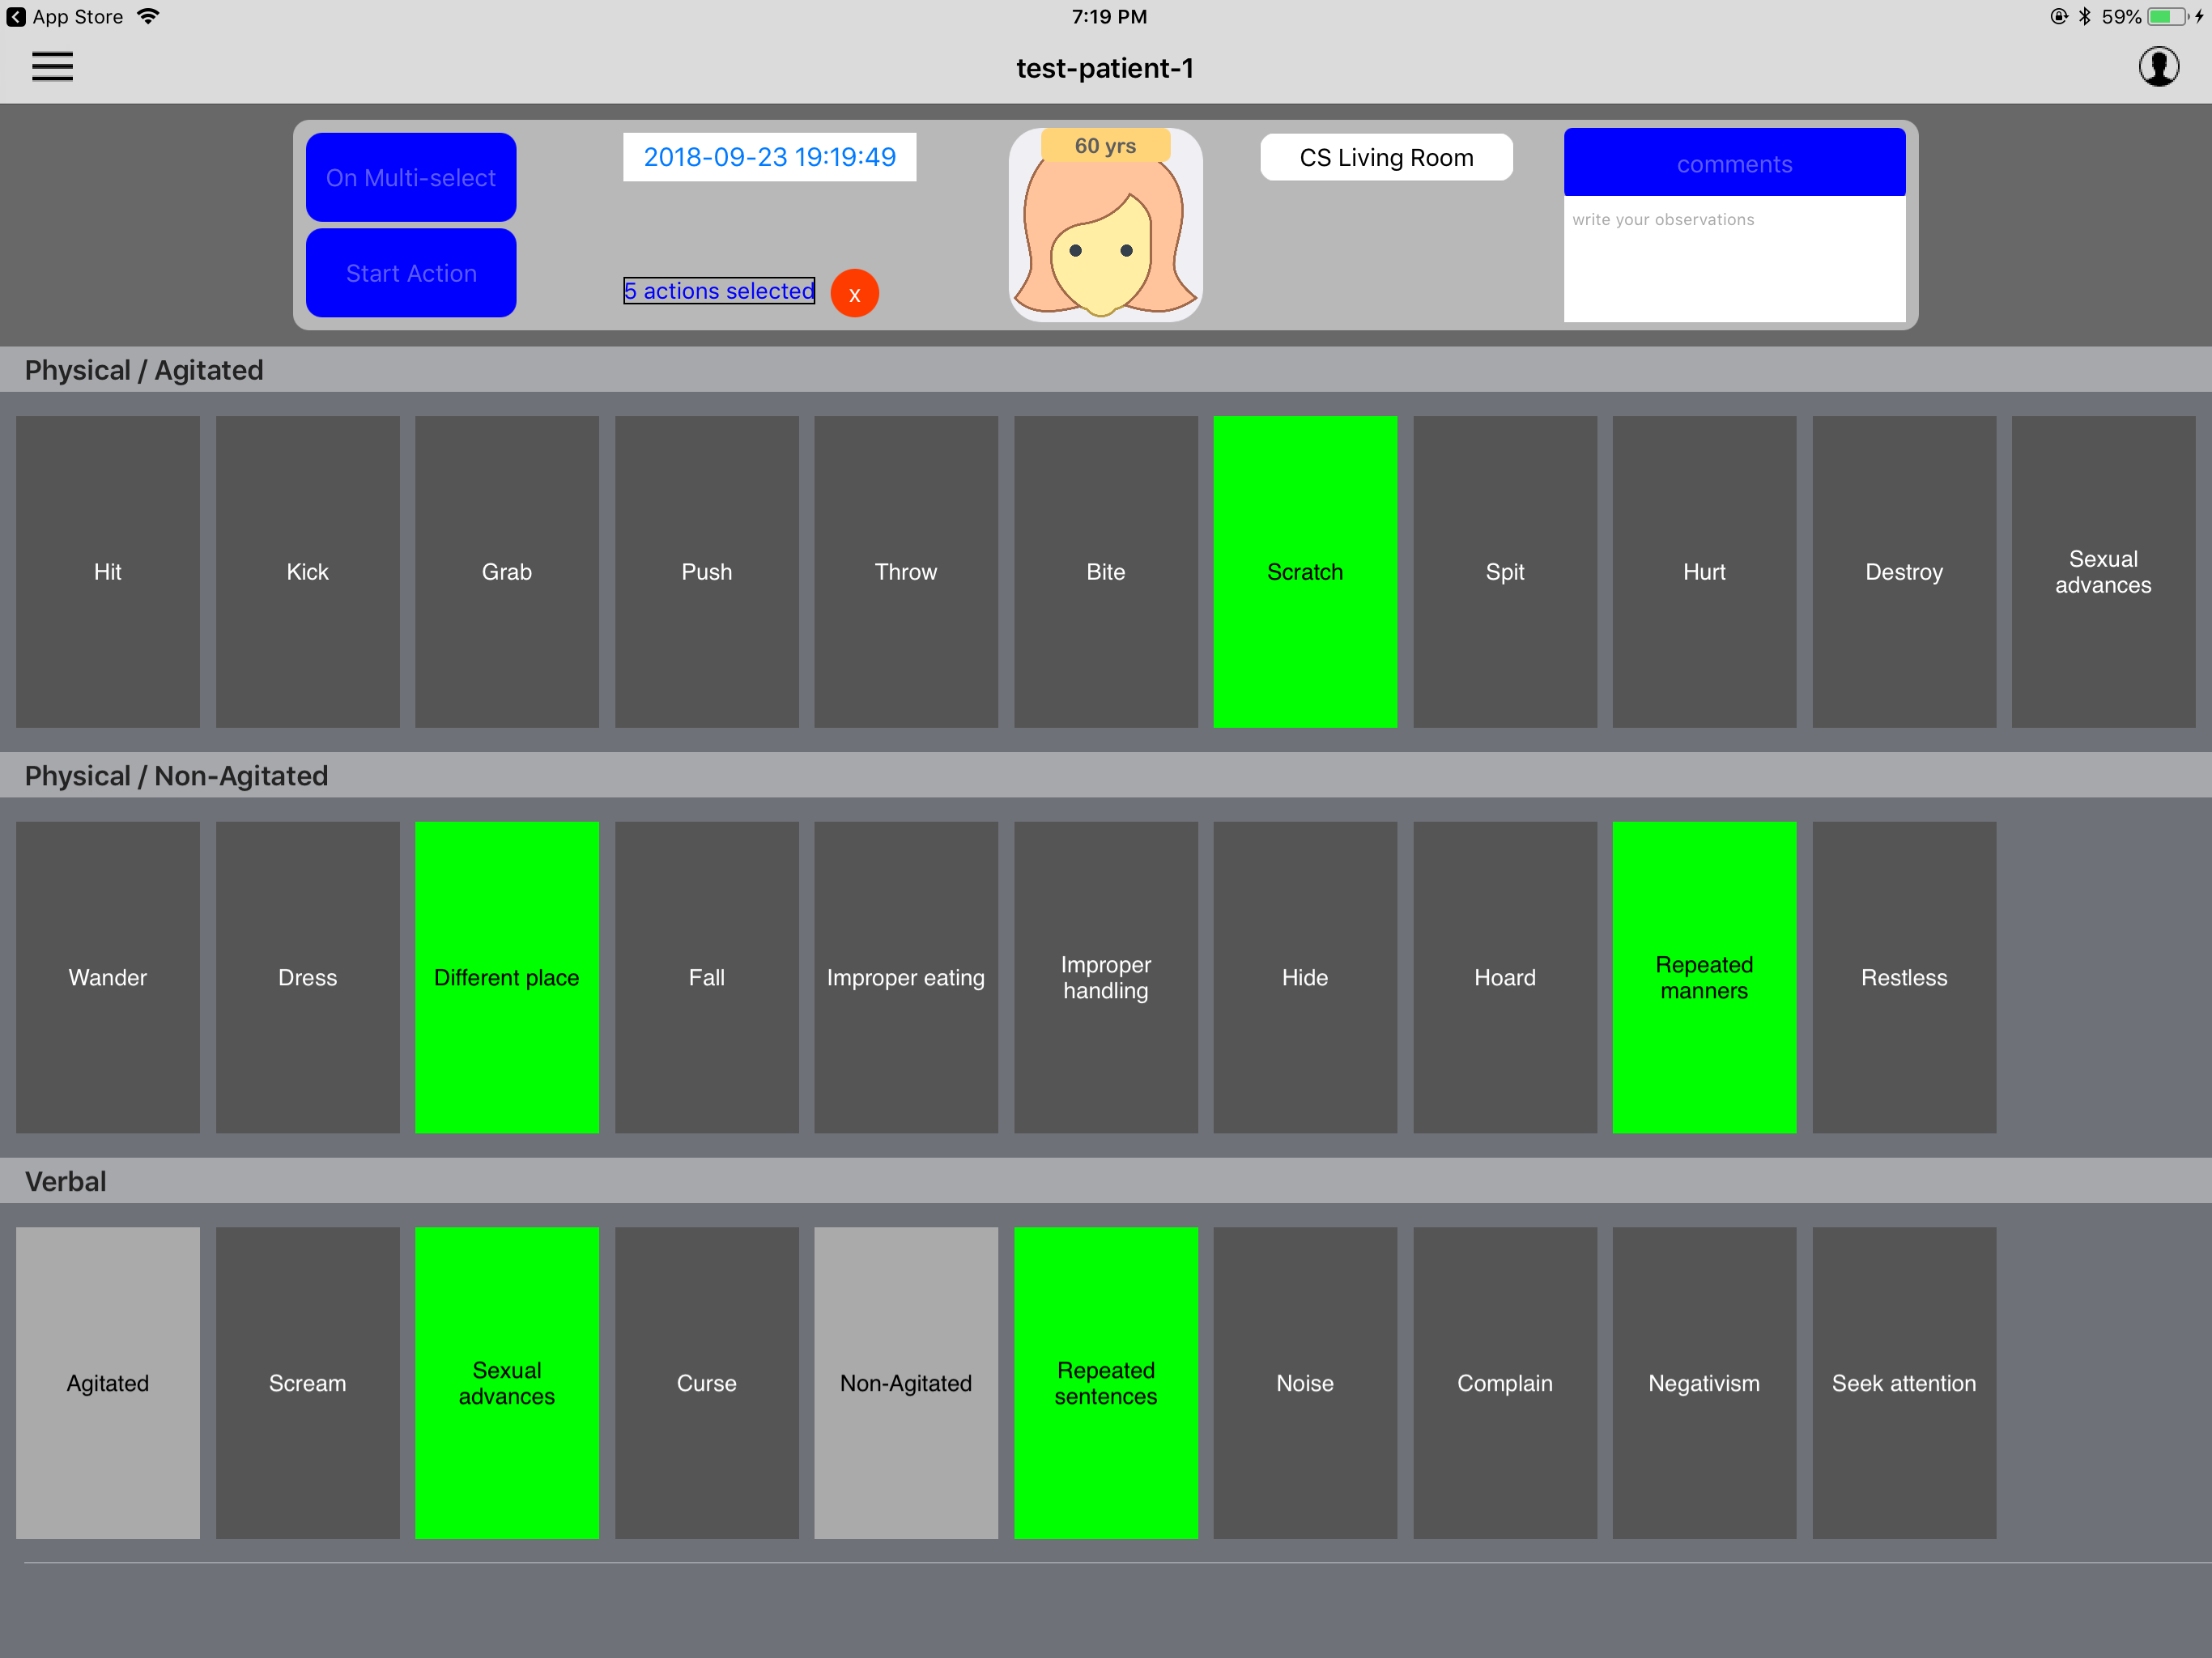 App Store
7:19 PM
59%
test-patient-1
On Multi-select
Start Action
2018-09-23 19:19:49
5 actions selected
x
60 yrs
CS Living Room
comments
write your observations
Physical / Agitated
Hit
Kick
Grab
Push
Throw
Bite
Scratch
Spit
Hurt
Destroy
Sexual
advances
Physical / Non-Agitated
Wander
Dress
Different place
Fall
Improper eating
Improper
handling
Hide
Hoard
Repeated
manners
Restless
Verbal
Agitated
Scream
Sexual
advances
Curse
Non-Agitated
Repeated
sentences
Noise
Complain
Negativism
Seek attention